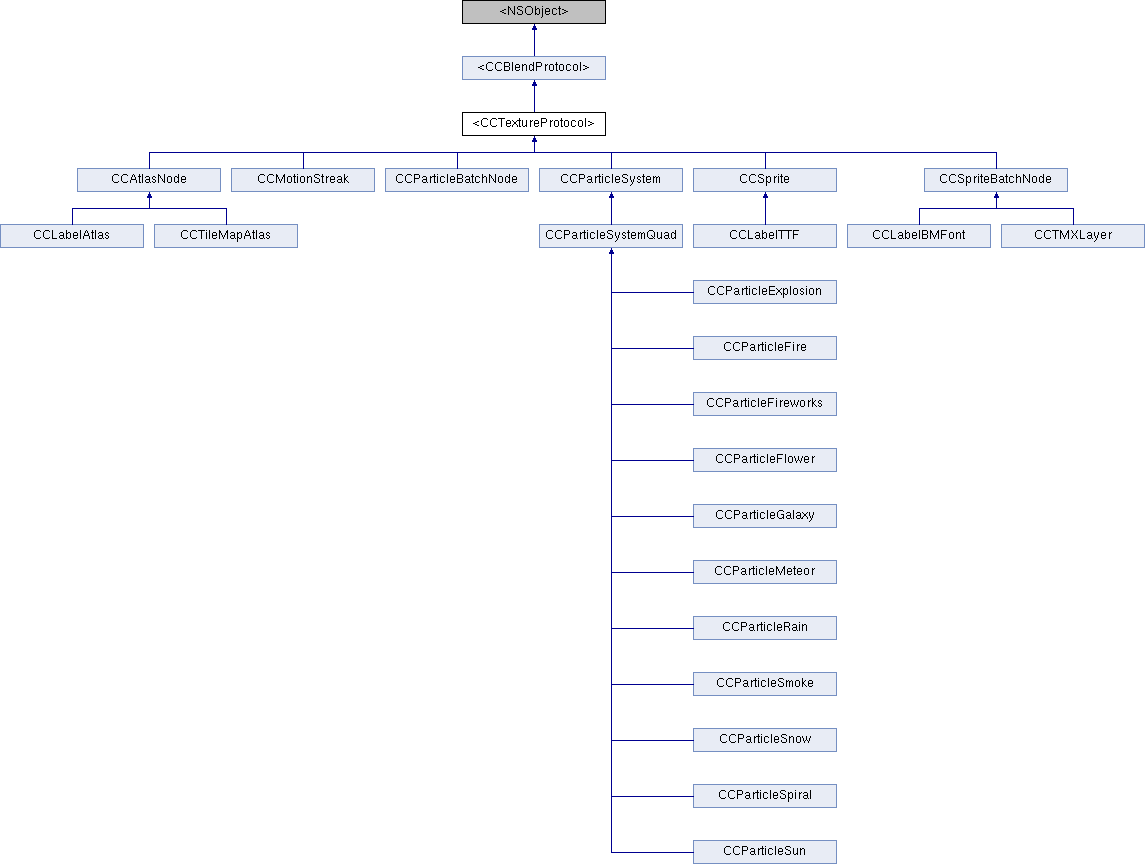 <NSObject>
<CCBlendProtocol>
<CCTextureProtocol>
CCAtlasNode
CCMotionStreak
CCParticleBatchNode
CCParticleSystem
CCSprite
CCSpriteBatchNode
CCLabelAtlas
CCTileMapAtlas
CCParticleSystemQuad
CCLabelTTF
CCLabelBMFont
CCTMXLayer
CCParticleExplosion
CCParticleFire
CCParticleFireworks
CCParticleFlower
CCParticleGalaxy
CCParticleMeteor
CCParticleRain
CCParticleSmoke
CCParticleSnow
CCParticleSpiral
CCParticleSun